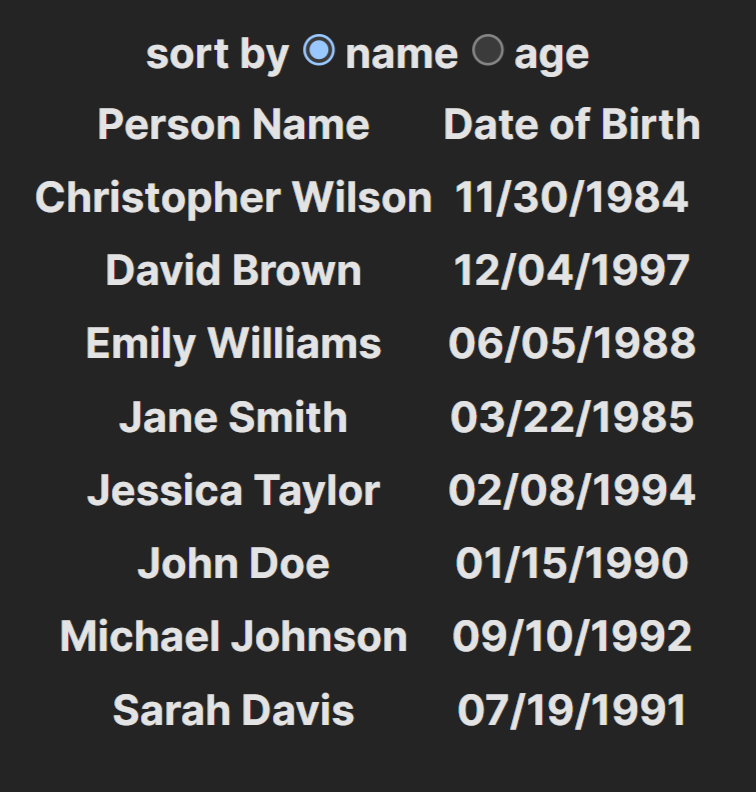 sort by name age
Person Name Date of Birth
Christopher Wilson 11/30/1984
David Brown 12/04/1997
Emily Williams 06/05/1988
Jane Smith 03/22/1985
Jessica Taylor 02/08/1994
John Doe 01/15/1990
Michael Johnson 09/10/1992
Sarah Davis 07/19/1991